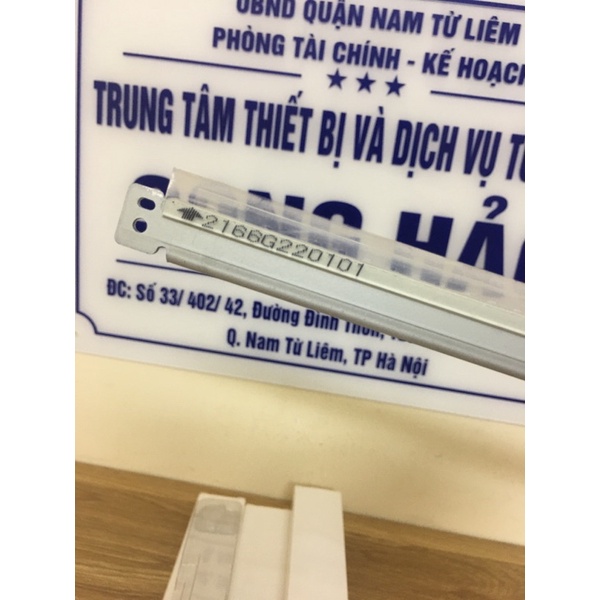 UBND QUẬN NAM TỪ LIÊM
PHÒNG TÀI CHÍNH - KẾ HOẠCH
TRUNG TÂM THIẾT BỊ VÀ DỊCH VỤ
HẢ
2166G220101
ĐC: Số 33/ 402/ 42, Đường Đình
Q. Nam Từ Liêm, TP Hà Nội